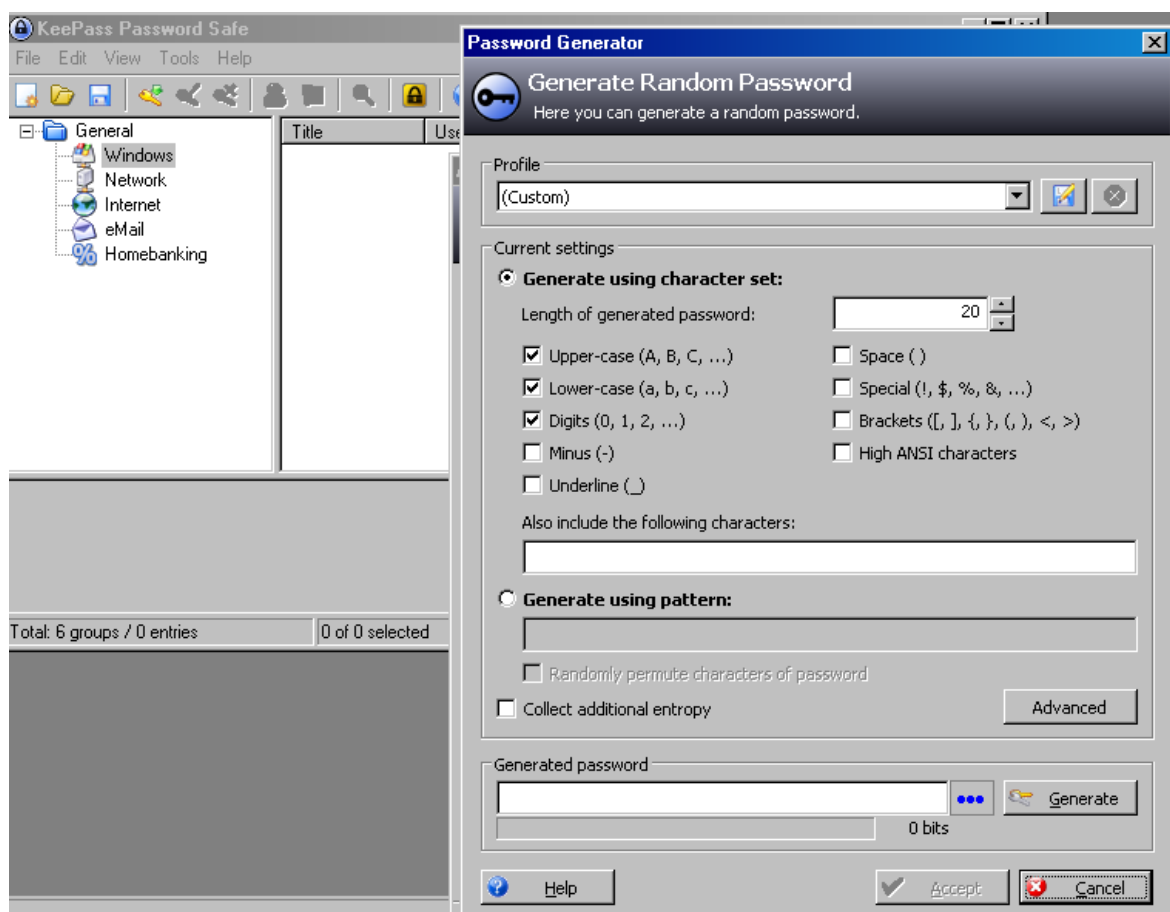 KeePass Password Safe
File Edit View Tools Help
General
Windows
Network
Internet
eMail
Homebanking
Title
Total: 6 groups / 0 entries
0 of 0 selected
Password Generator
Generate Random Password
Here you can generate a random password.
Profile
(Custom)
Current settings
Generate using character set:
Length of generated password: 20
Upper-case (A, B, C, ...) Space ( )
Lower-case (a, b, c, ...) Special (!, $, %, &, ...)
Digits (0, 1, 2, ...) Brackets ([, ], {, }, (, ), <, >)
Minus (-) High ANSI characters
Underline (_)
Also include the following characters:
Generate using pattern:
Randomly permute characters of password
Collect additional entropy
Advanced
Generated password
Generate
0 bits
Help Accept Cancel